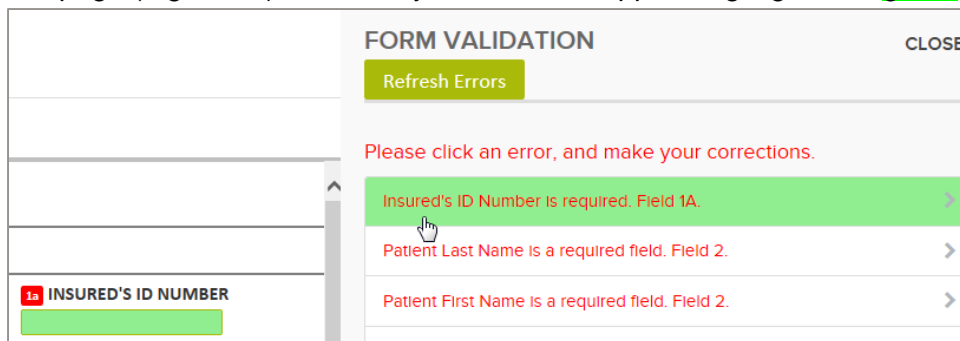 FORM VALIDATION
CLOSE
Refresh Errors
Please click an error, and make your corrections.
Insured's ID Number is required. Field 1A.
Patient Last Name is a required field. Field 2.
Patient First Name is a required field. Field 2.
1a INSURED'S ID NUMBER